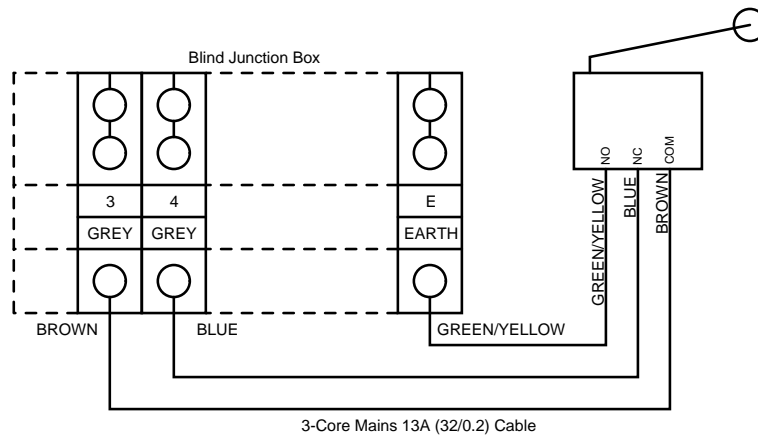 Blind Junction Box
NO
NC
COM
3
4
E
GREY
GREY
EARTH
GREEN/YELLOW
BLUE
BROWN
BROWN
BLUE
GREEN/YELLOW
3-Core Mains 13A (32/0.2) Cable